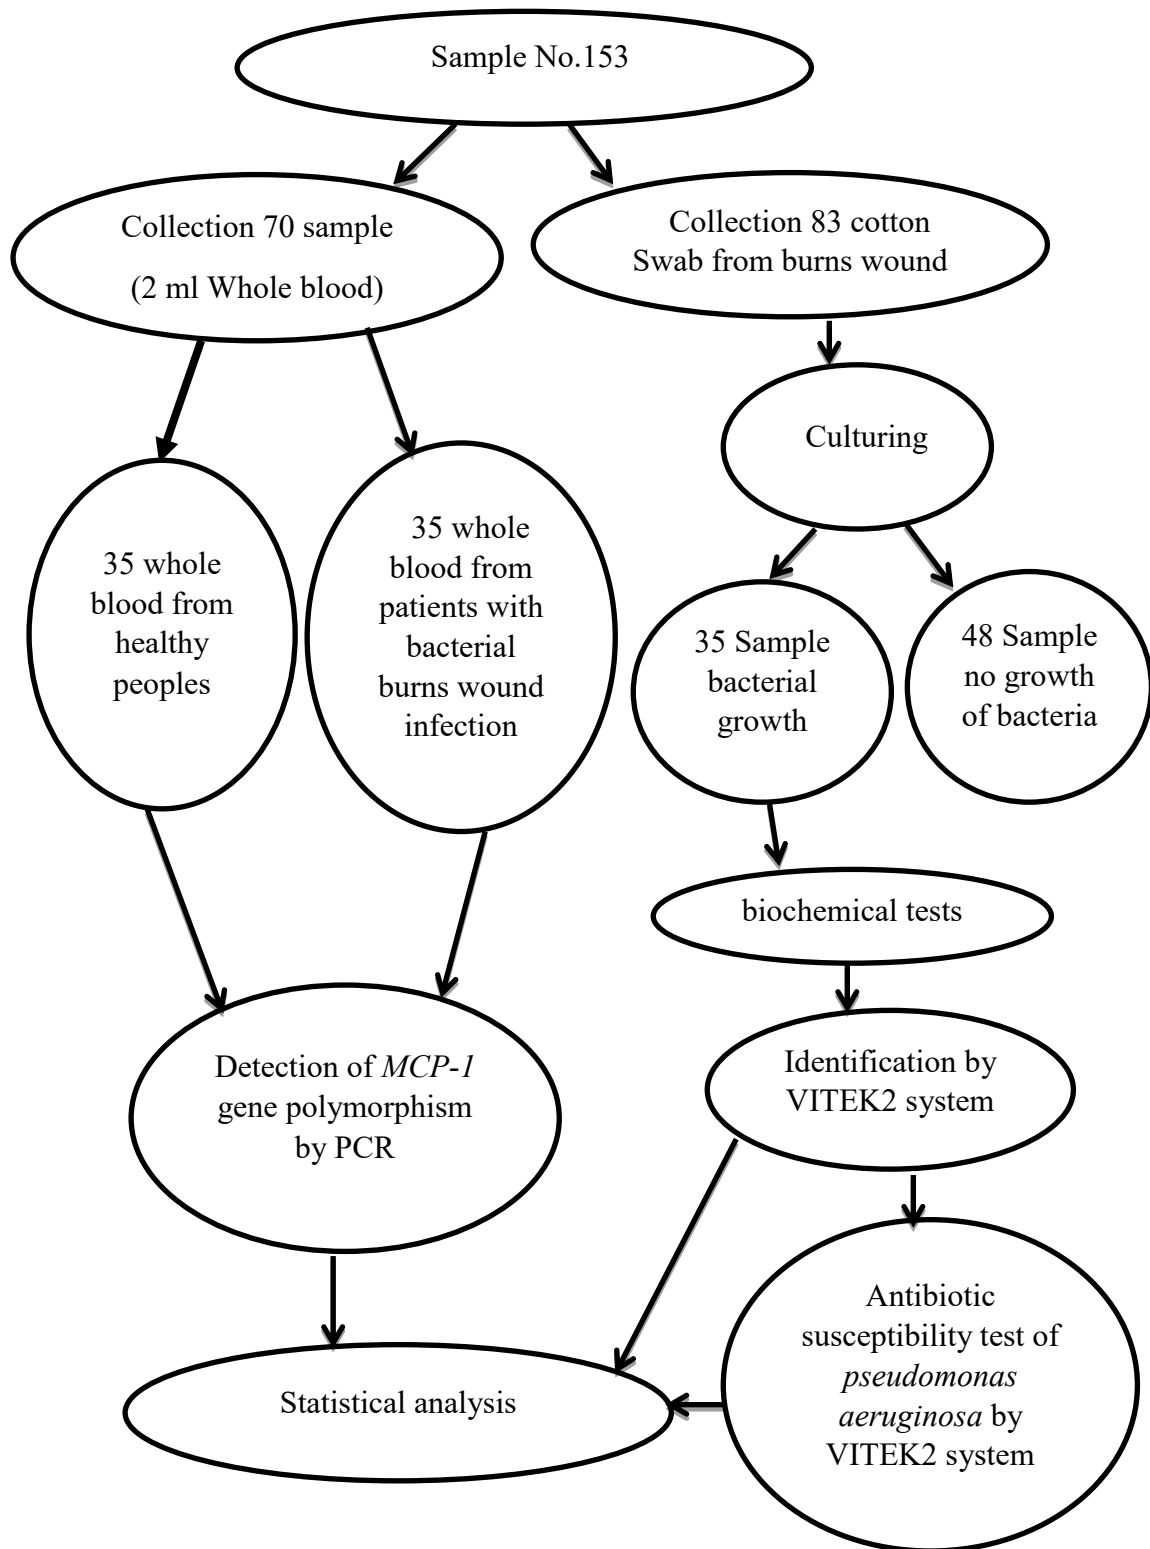 Sample No.153
Collection 70 sample
(2 ml Whole blood)
Collection 83 cotton
Swab from burns wound
Culturing
35 whole
blood from
healthy
peoples
35 whole
blood from
patients with
bacterial
burns wound
infection
35 Sample
bacterial
growth
48 Sample
no growth
of bacteria
biochemical tests
Detection of MCP-1
gene polymorphism
by PCR
Identification by
VITEK2 system
Antibiotic
susceptibility test of
pseudomonas
aeruginosa by
VITEK2 system
Statistical analysis